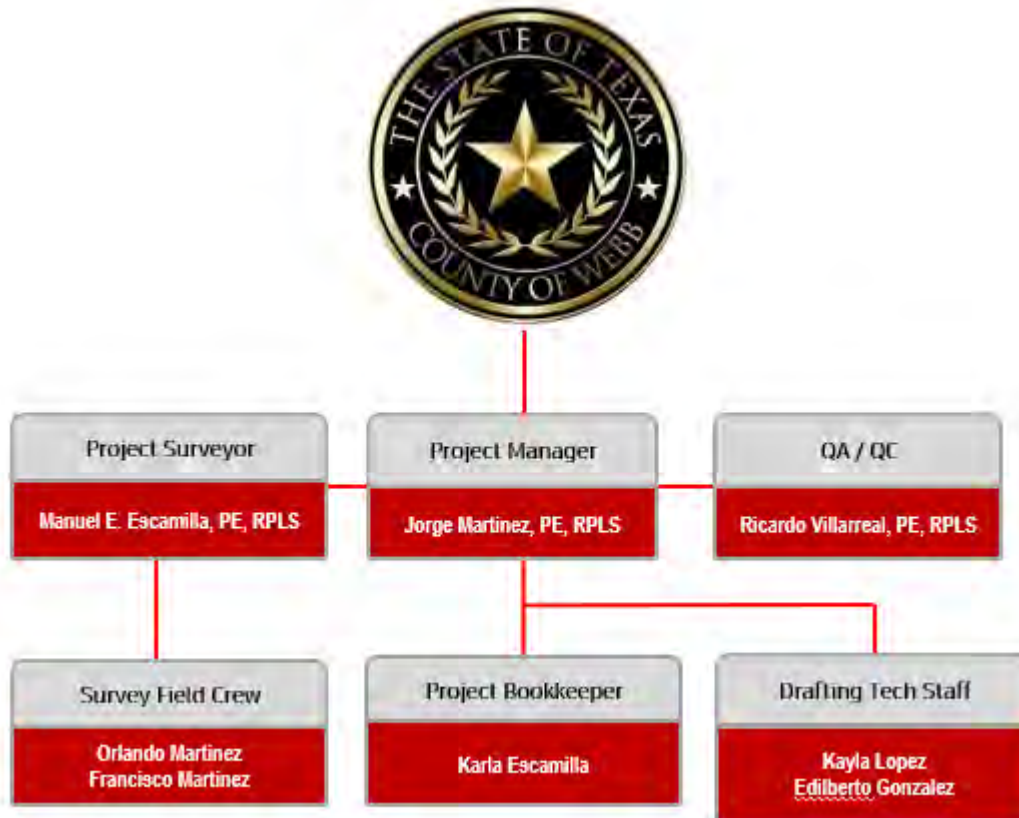 THE STATE OF TEXAS
COUNTY OF WEBB
Project Surveyor
Manuel E. Escamilla, PE, RPLS
Project Manager
Jorge Martinez, PE, RPLS
QA / QC
Ricardo Villarreal, PE, RPLS
Survey Field Crew
Orlando Martinez
Francisco Martinez
Project Bookkeeper
Karla Escamilla
Drafting Tech Staff
Kayla Lopez
Edilberto Gonzalez